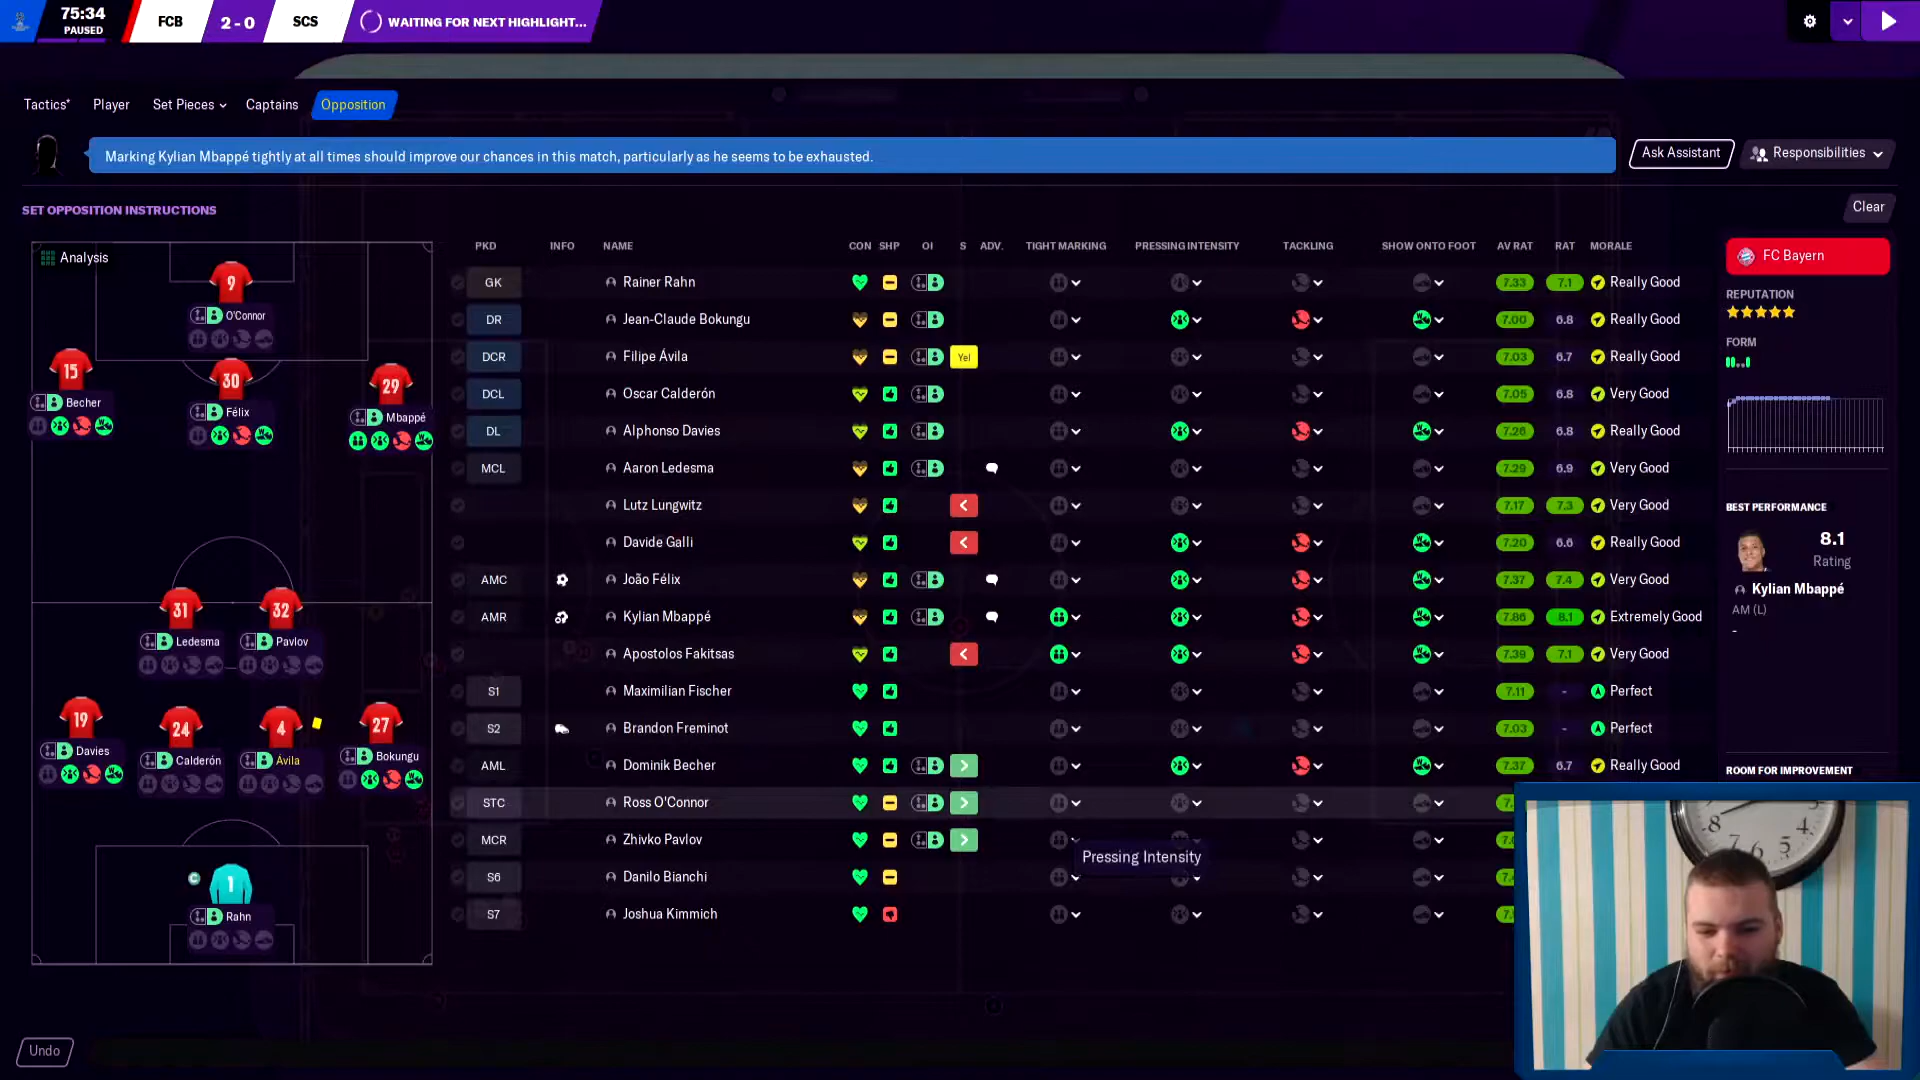 75:34
PAUSED
FCB
2 - 0
SCS
WAITING FOR NEXT HIGHLIGHT...
Tactics*
Player
Set Pieces
Captains
Opposition
Marking Kylian Mbappé tightly at all times should improve our chances in this match, particularly as he seems to be exhausted.
Ask Assistant
Responsibilities
SET OPPOSITION INSTRUCTIONS
Clear
Analysis
9
O'Connor
15
Becher
30
Félix
29
Mbappé
31
Ledesma
32
Pavlov
19
Davies
24
Calderón
4
Ávila
27
Bokungu
1
Rahn
PKD INFO NAME CON SHP OI S ADV. TIGHT MARKING PRESSING INTENSITY TACKLING SHOW ONTO FOOT AV RAT RAT MORALE
GK Rainer Rahn 7.33 7.1 Really Good
DR Jean-Claude Bokungu 7.00 6.8 Really Good
DCR Filipe Ávila Yel 7.03 6.7 Really Good
DCL Oscar Calderón 7.05 6.8 Very Good
DL Alphonso Davies 7.26 6.8 Really Good
MCL Aaron Ledesma 7.29 6.9 Very Good
Lutz Lungwitz 7.17 7.3 Very Good
Davide Galli 7.20 6.6 Really Good
AMC João Félix 7.37 7.4 Very Good
AMR Kylian Mbappé 7.86 8.1 Extremely Good
Apostolos Fakitsas 7.39 7.1 Very Good
S1 Maximilian Fischer 7.11 - Perfect
S2 Brandon Freminot 7.03 - Perfect
AML Dominik Becher 7.37 6.7 Really Good
STC Ross O'Connor
MCR Zhivko Pavlov
Pressing Intensity
S6 Danilo Bianchi
S7 Joshua Kimmich
FC Bayern
REPUTATION
FORM
BEST PERFORMANCE
8.1
Rating
Kylian Mbappé
AM (L)
-
ROOM FOR IMPROVEMENT
8
7
6
5
4
Undo